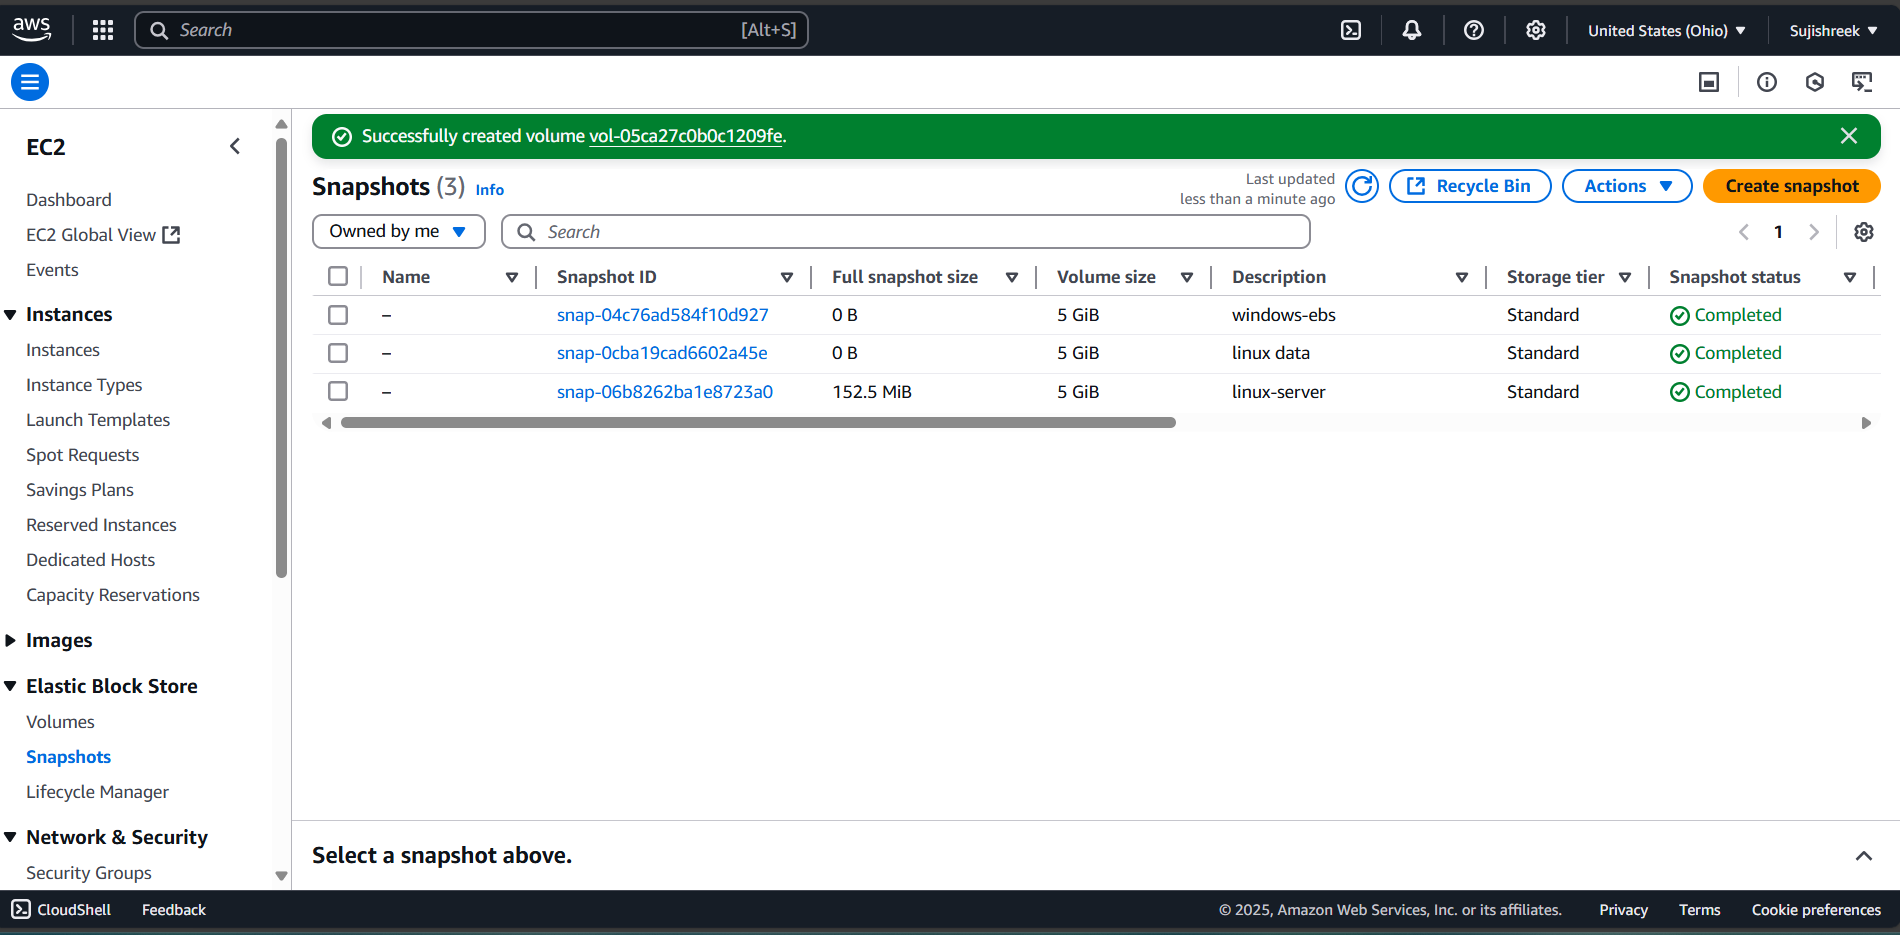 aws
Search [Alt+S]
United States (Ohio)
Sujishreek
EC2
Dashboard
EC2 Global View
Events
Instances
Instances
Instance Types
Launch Templates
Spot Requests
Savings Plans
Reserved Instances
Dedicated Hosts
Capacity Reservations
Images
Elastic Block Store
Volumes
Snapshots
Lifecycle Manager
Network & Security
Security Groups
Successfully created volume vol-05ca27c0b0c1209fe.
Snapshots (3) Info
Last updated
less than a minute ago
Recycle Bin
Actions
Create snapshot
Owned by me
Search
1
Name Snapshot ID Full snapshot size Volume size Description Storage tier Snapshot status
– snap-04c76ad584f10d927 0 B 5 GiB windows-ebs Standard Completed
– snap-0cba19cad6602a45e 0 B 5 GiB linux data Standard Completed
– snap-06b8262ba1e8723a0 152.5 MiB 5 GiB linux-server Standard Completed
Select a snapshot above.
CloudShell Feedback © 2025, Amazon Web Services, Inc. or its affiliates. Privacy Terms Cookie preferences